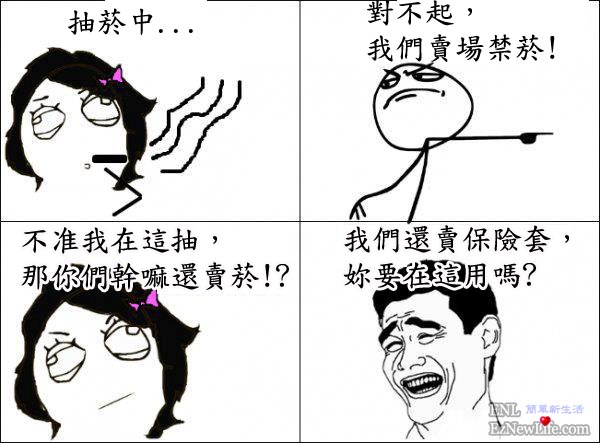 抽菸中...
對不起，
我們賣場禁菸!
不准我在這抽，
那你們幹嘛還賣菸!?
我們還賣保險套，
妳要在這用嗎?
ENL 簡單新生活
EzNewLife.com